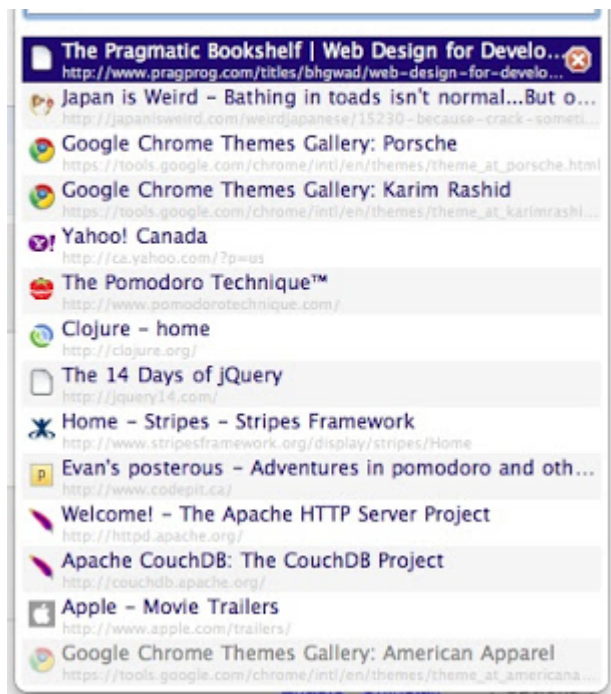 The Pragmatic Bookshelf | Web Design for Develo...
http://www.pragprog.com/titles/bhgwad/web-design-for-develo...
Japan is Weird – Bathing in toads isn't normal...But o...
http://japanisweird.com/weirdjapanese/15230-because-crack-someti...
Google Chrome Themes Gallery: Porsche
https://tools.google.com/chrome/intl/en/themes/theme_at_porsche.html
Google Chrome Themes Gallery: Karim Rashid
https://tools.google.com/chrome/intl/en/themes/theme_at_karimrashi...
Yahoo! Canada
http://ca.yahoo.com/?p=us
The Pomodoro Technique™
http://www.pomodorotechnique.com/
Clojure – home
http://clojure.org/
The 14 Days of jQuery
http://jquery14.com/
Home – Stripes – Stripes Framework
http://www.stripesframework.org/display/stripes/Home
Evan's posterous – Adventures in pomodoro and oth...
http://www.codepit.ca/
Welcome! – The Apache HTTP Server Project
http://httpd.apache.org/
Apache CouchDB: The CouchDB Project
http://couchdb.apache.org/
Apple – Movie Trailers
http://www.apple.com/trailers/
Google Chrome Themes Gallery: American Apparel
https://tools.google.com/chrome/intl/en/themes/theme_at_americana...